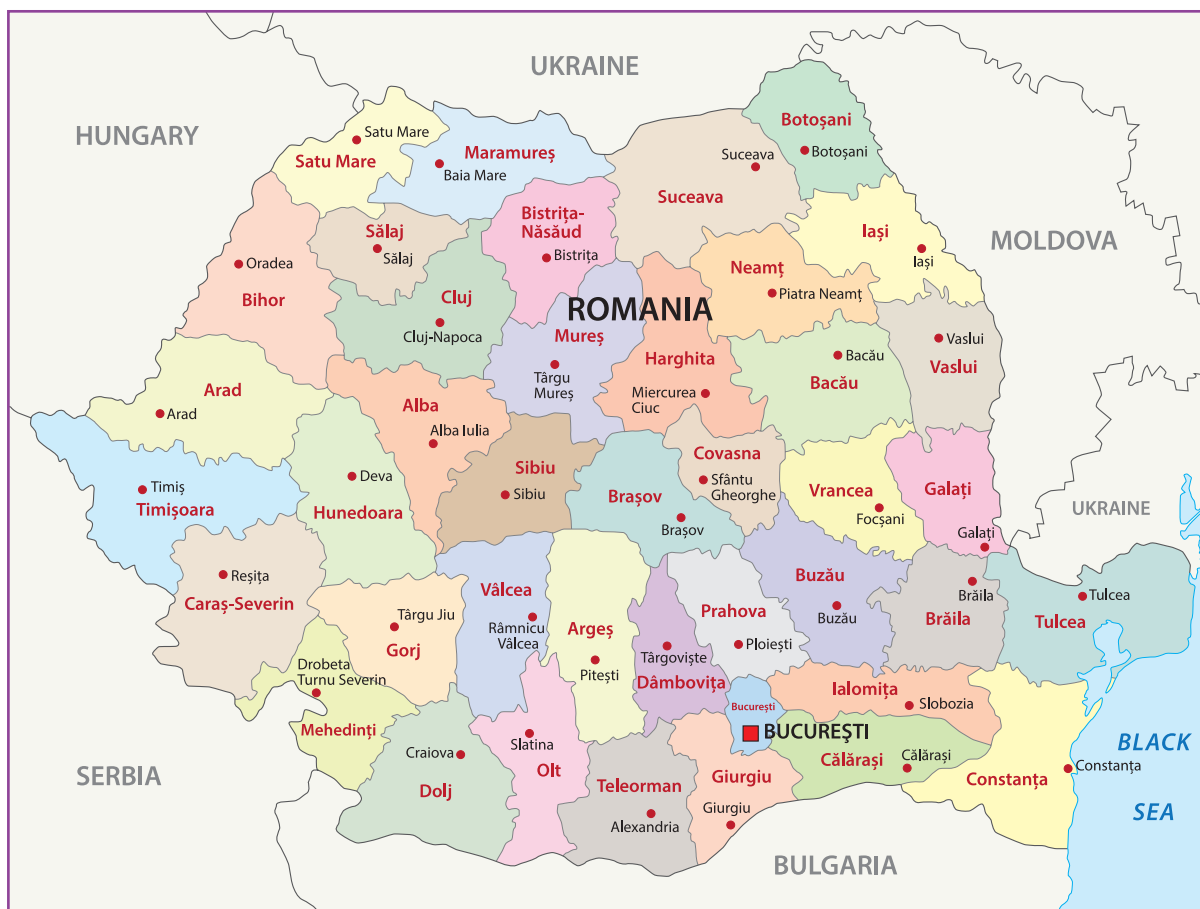 UKRAINE
HUNGARY
Satu Mare
Satu Mare
Maramureș
Baia Mare
Botoșani
Botoșani
Suceava
Suceava
Bistrița-
Năsăud
Bistrița
Sălaj
Sălaj
Iași
Iași
MOLDOVA
Oradea
Bihor
Cluj
Cluj-Napoca
Neamț
Piatra Neamț
ROMANIA
Mureș
Târgu
Mureș
Harghita
Miercurea
Ciuc
Bacău
Bacău
Vaslui
Vaslui
Arad
Arad
Alba
Alba Iulia
Timiș
Timișoara
Deva
Hunedoara
Sibiu
Sibiu
Brașov
Brașov
Covasna
Sfântu
Gheorghe
Vrancea
Focșani
Galați
Galați
UKRAINE
Reșița
Caraș-Severin
Târgu Jiu
Gorj
Vâlcea
Râmnicu
Vâlcea
Argeș
Pitești
Târgoviște
Dâmbovița
Prahova
Ploiești
Buzău
Buzău
Brăila
Brăila
Tulcea
Tulcea
Drobeta
Turnu Severin
Mehedinți
București
BUCUREŞTI
Ialomița
Slobozia
Călărași
Călărași
Constanța
Constanța
BLACK
SEA
SERBIA
Craiova
Dolj
Slatina
Olt
Teleorman
Alexandria
Giurgiu
Giurgiu
BULGARIA